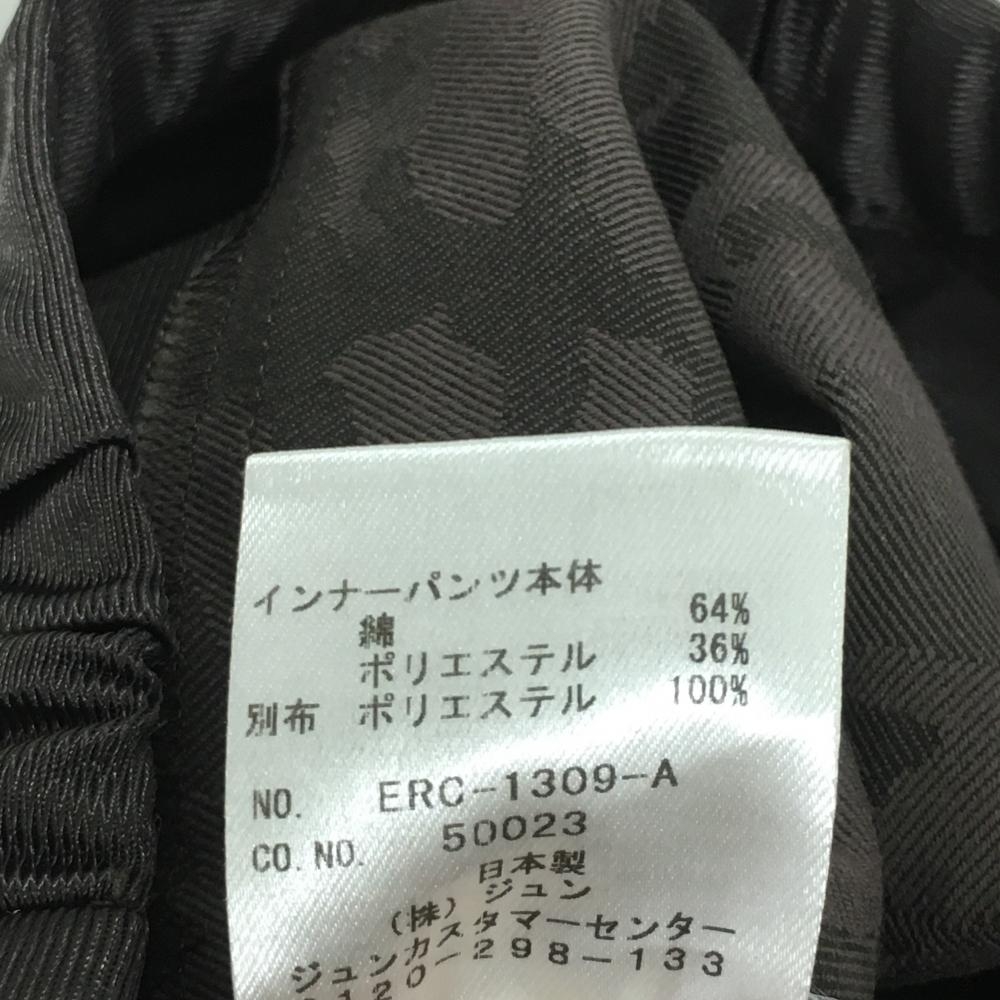 インナーパンツ本体
綿 64%
ポリエステル 36%
別布 ポリエステル 100%
NO. ERC-1309-A
CO.NO. 50023
日本製
(株) ジュン
ジュンカスタマーセンター
0120-298-133